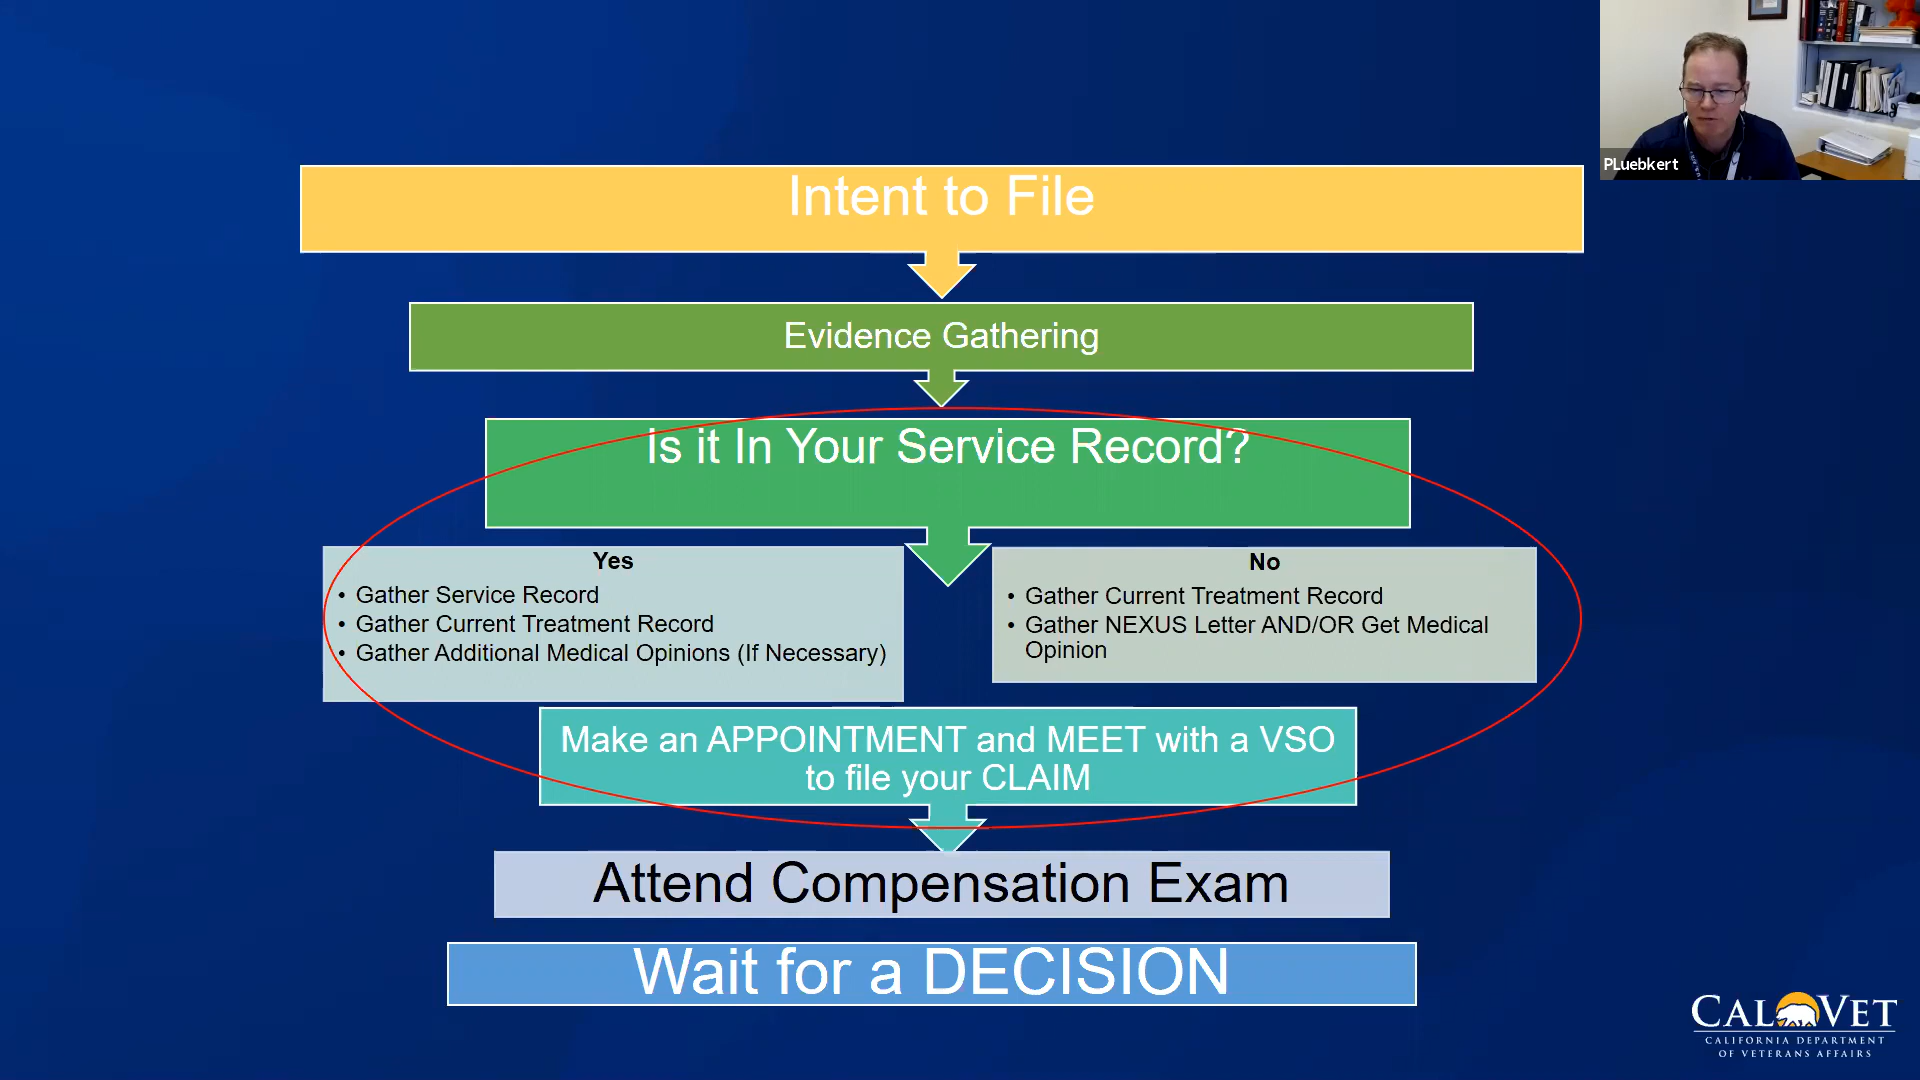 PLuebkert
Intent to File
Evidence Gathering
Is it In Your Service Record?
Yes
• Gather Service Record
• Gather Current Treatment Record
• Gather Additional Medical Opinions (If Necessary)
No
• Gather Current Treatment Record
• Gather NEXUS Letter AND/OR Get Medical
Opinion
Make an APPOINTMENT and MEET with a VSO
to file your CLAIM
Attend Compensation Exam
Wait for a DECISION
CALVET
CALIFORNIA DEPARTMENT
OF VETERANS AFFAIRS